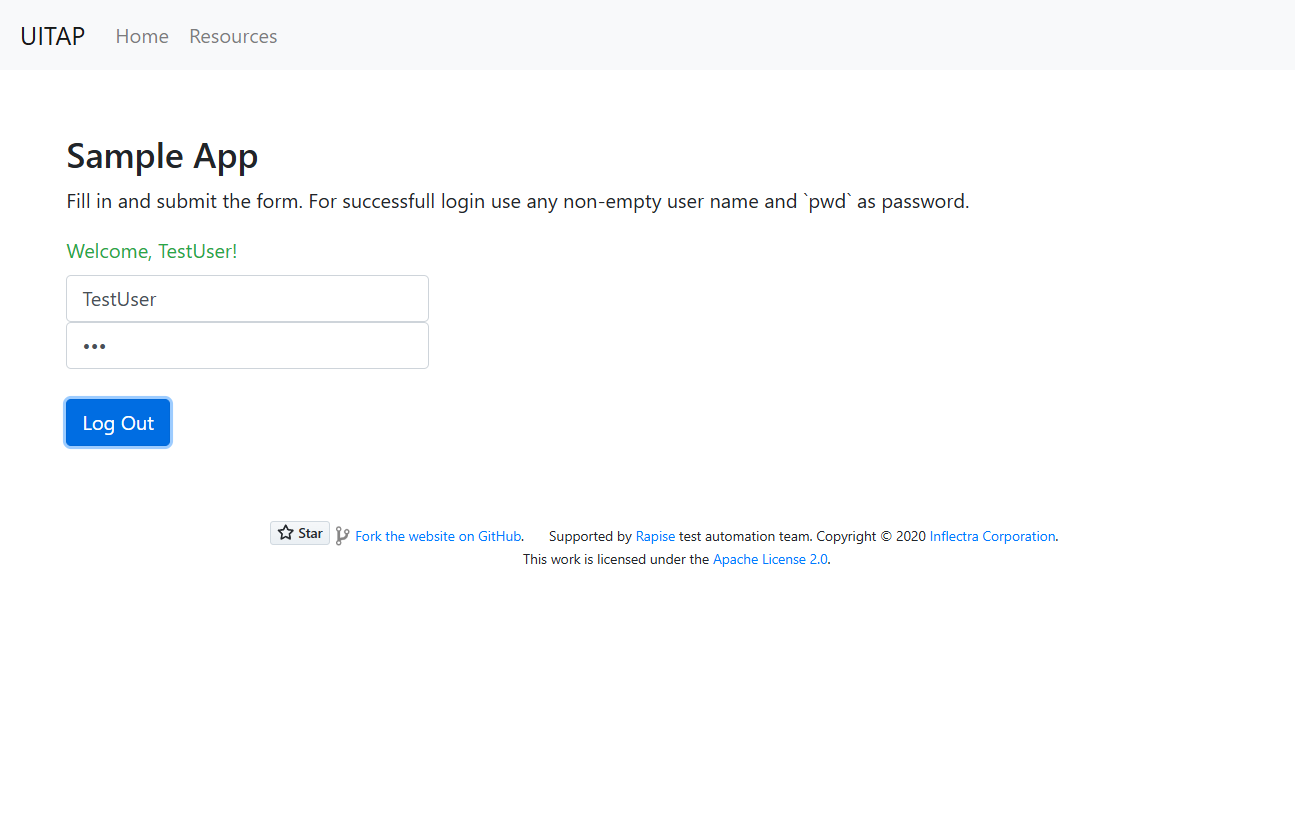 UITAP Home Resources
Sample App
Fill in and submit the form. For successfull login use any non-empty user name and `pwd` as password.
Welcome, TestUser!
TestUser
•••
Log Out
Star Fork the website on GitHub. Supported by Rapise test automation team. Copyright © 2020 Inflectra Corporation.
This work is licensed under the Apache License 2.0.